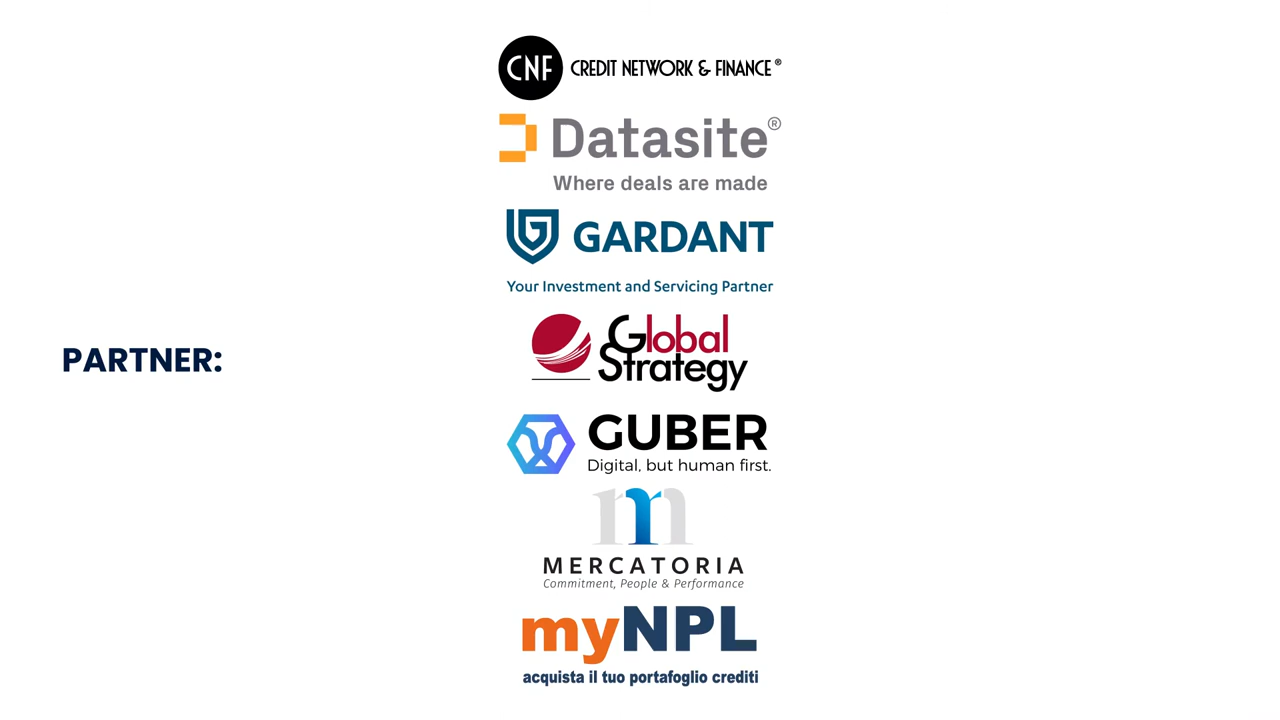 PARTNER:
CNF CREDIT NETWORK & FINANCE ®
Datasite®
Where deals are made
GARDANT
Your Investment and Servicing Partner
Global
Strategy
GUBER
Digital, but human first.
m
MERCATORIA
Commitment, People & Performance
myNPL
acquista il tuo portafoglio crediti